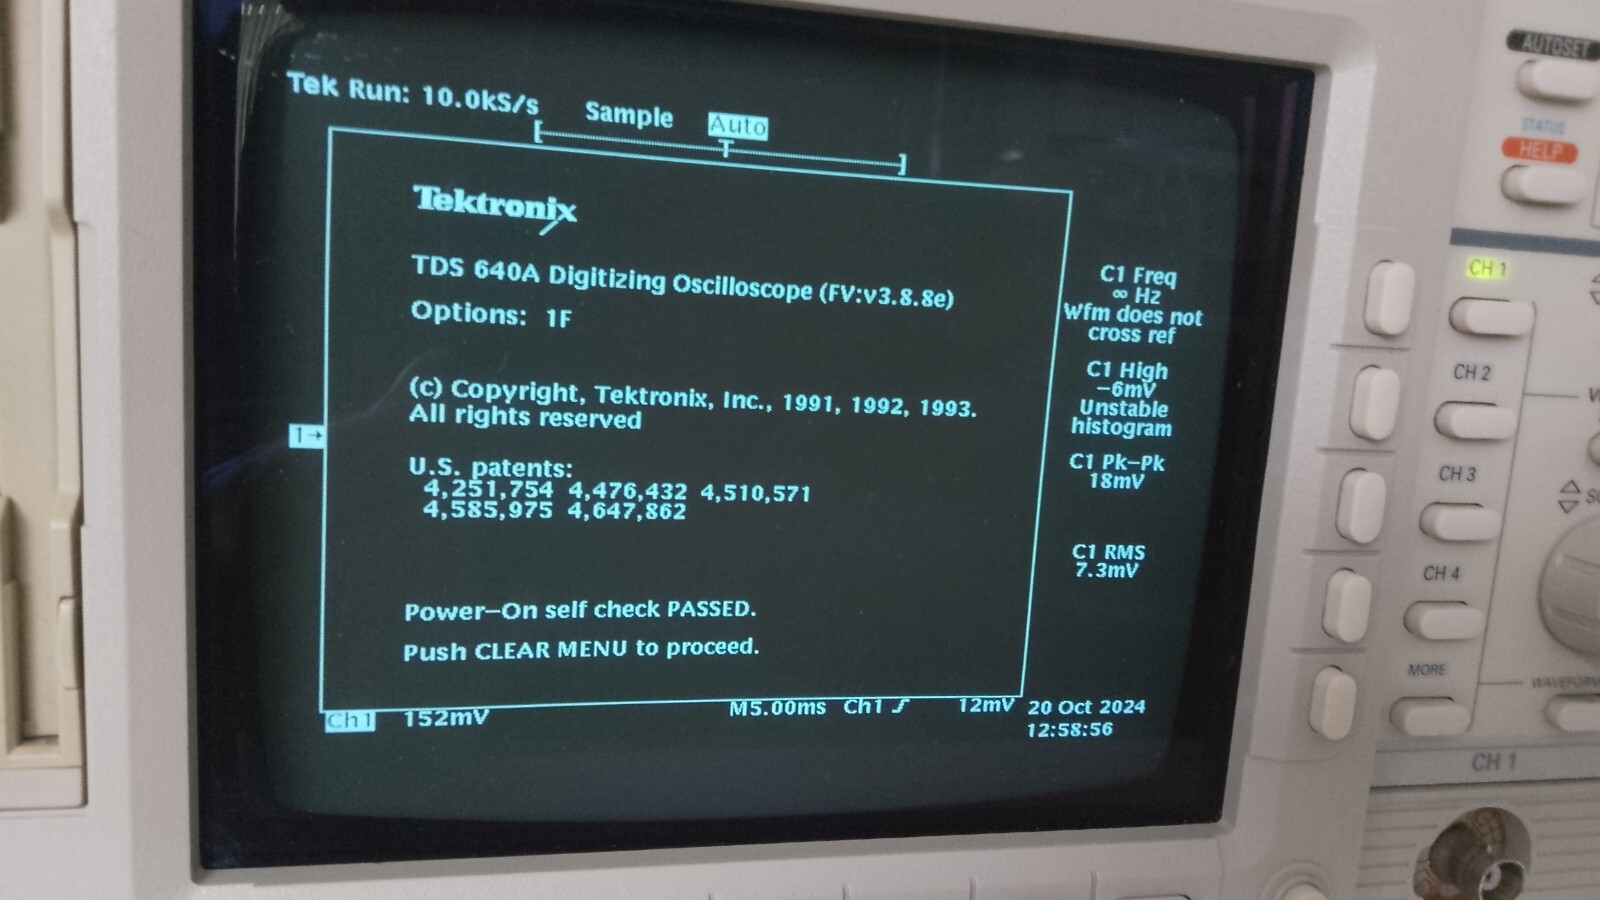 Tek Run: 10.0kS/s Sample Auto
T
Tektronix
TDS 640A Digitizing Oscilloscope (FV:v3.8.8e)
Options: 1F
(c) Copyright, Tektronix, Inc., 1991, 1992, 1993.
All rights reserved
U.S. patents:
4,251,754 4,476,432 4,510,571
4,585,975 4,647,862
Power-On self check PASSED.
Push CLEAR MENU to proceed.
1→
C1 Freq
∞ Hz
Wfm does not
cross ref
C1 High
-6mV
Unstable
histogram
C1 Pk-Pk
18mV
C1 RMS
7.3mV
Ch1 152mV M5.00ms Ch1 12mV
20 Oct 2024
12:58:56
AUTOSET
STATUS
HELP
CH 1
CH 2
CH 3
CH 4
MORE
CH 1